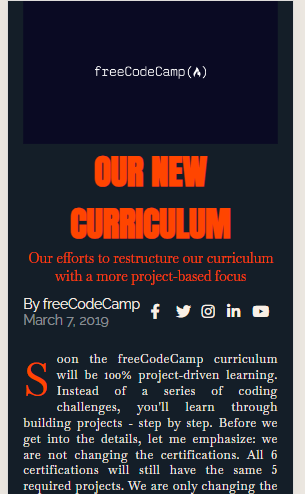 freeCodeCamp(🔥)
OUR NEW
CURRICULUM
Our efforts to restructure our curriculum
with a more project-based focus
By freeCodeCamp
March 7, 2019
Soon the freeCodeCamp curriculum
will be 100% project-driven learning.
Instead of a series of coding
challenges, you'll learn through
building projects - step by step. Before we
get into the details, let me emphasize: we
are not changing the certifications. All 6
certifications will still have the same 5
required projects. We are only changing the